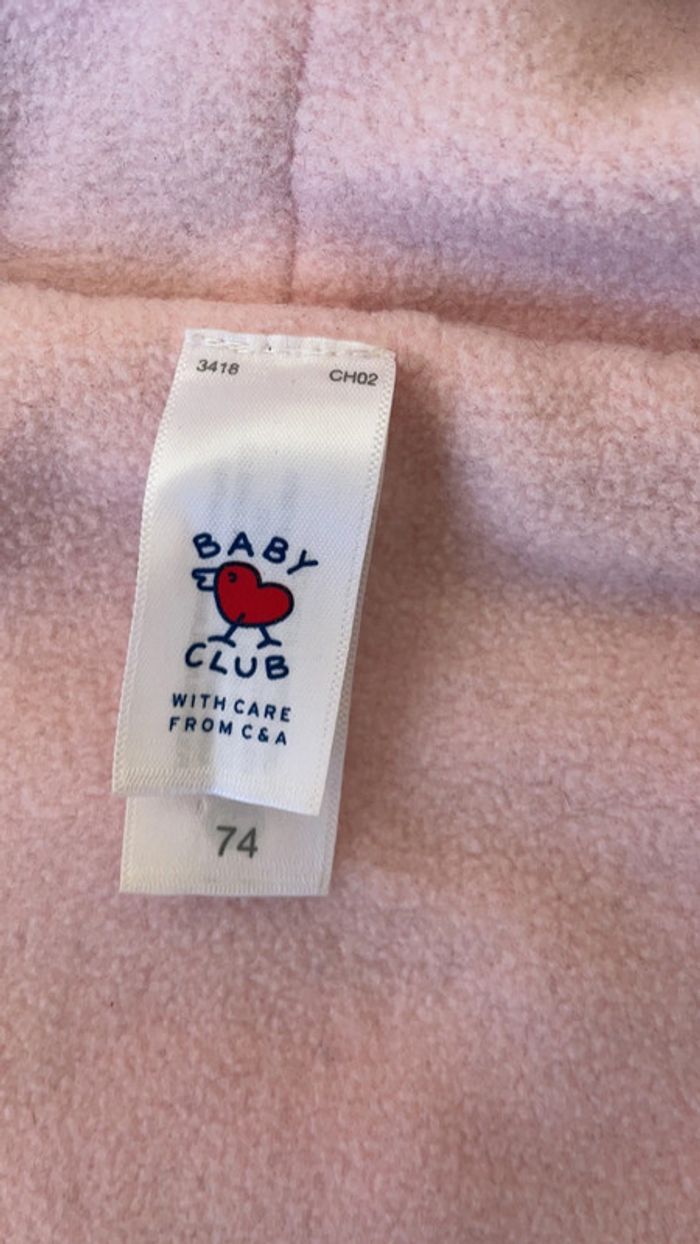 3418 CH02
BABY
CLUB
WITH CARE
FROM C&A
74